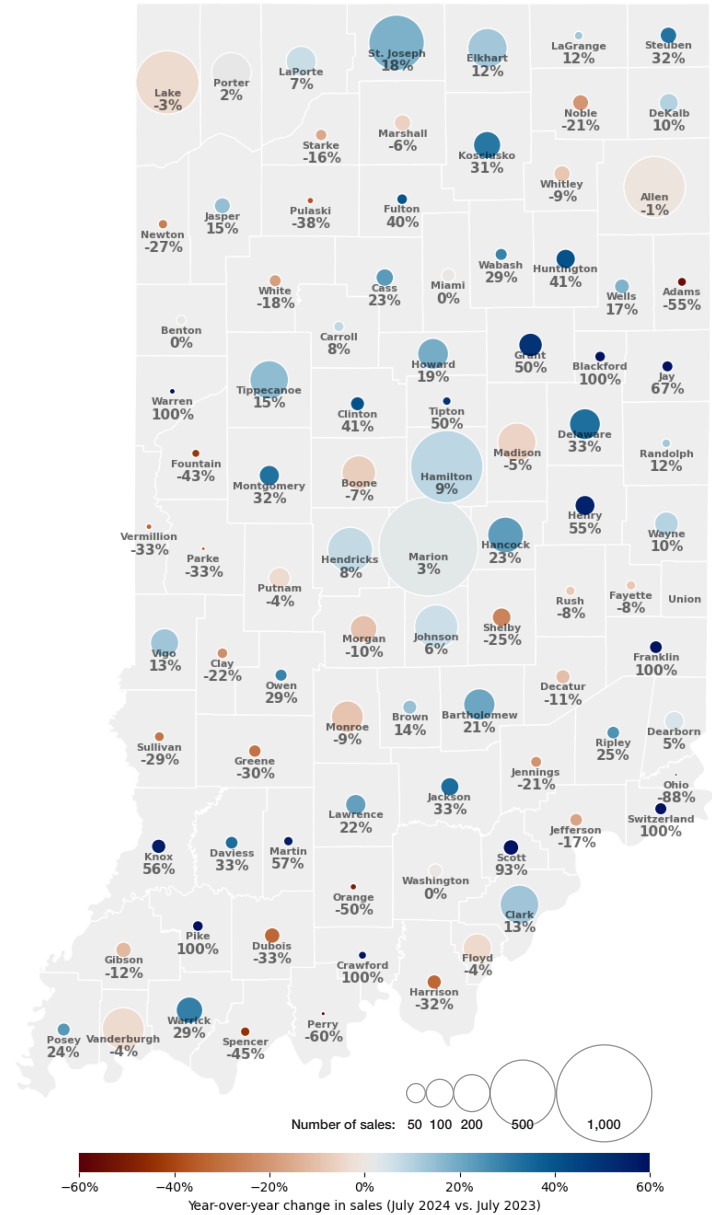 St. Joseph
18%
Elkhart
12%
LaGrange
12%
Steuben
32%
LaPorte
7%
Porter
2%
Lake
-3%
Noble
-21%
DeKalb
10%
Marshall
-6%
Starke
-16%
Kosciusko
31%
Whitley
-9%
Allen
-1%
Jasper
15%
Pulaski
-38%
Fulton
40%
Newton
-27%
Wabash
29%
Huntington
41%
White
-18%
Cass
23%
Miami
0%
Wells
17%
Adams
-55%
Benton
0%
Carroll
8%
Howard
19%
Grant
50%
Blackford
100%
Jay
67%
Tippecanoe
15%
Warren
100%
Clinton
41%
Tipton
50%
Delaware
33%
Randolph
12%
Fountain
-43%
Montgomery
32%
Boone
-7%
Hamilton
9%
Madison
-5%
Henry
55%
Wayne
10%
Vermillion
-33%
Parke
-33%
Hendricks
8%
Marion
3%
Hancock
23%
Putnam
-4%
Rush
-8%
Fayette
-8%
Union
Vigo
13%
Clay
-22%
Morgan
-10%
Johnson
6%
Shelby
-25%
Franklin
100%
Owen
29%
Decatur
-11%
Monroe
-9%
Brown
14%
Bartholomew
21%
Dearborn
5%
Ripley
25%
Sullivan
-29%
Greene
-30%
Jennings
-21%
Ohio
-88%
Jackson
33%
Lawrence
22%
Switzerland
100%
Jefferson
-17%
Knox
56%
Daviess
33%
Martin
57%
Scott
93%
Washington
0%
Orange
-50%
Clark
13%
Pike
100%
Dubois
-33%
Gibson
-12%
Crawford
100%
Floyd
-4%
Harrison
-32%
Posey
24%
Vanderburgh
-4%
Warrick
29%
Spencer
-45%
Perry
-60%
Number of sales: 50 100 200 500 1,000
−60% −40% −20% 0% 20% 40% 60%
Year-over-year change in sales (July 2024 vs. July 2023)